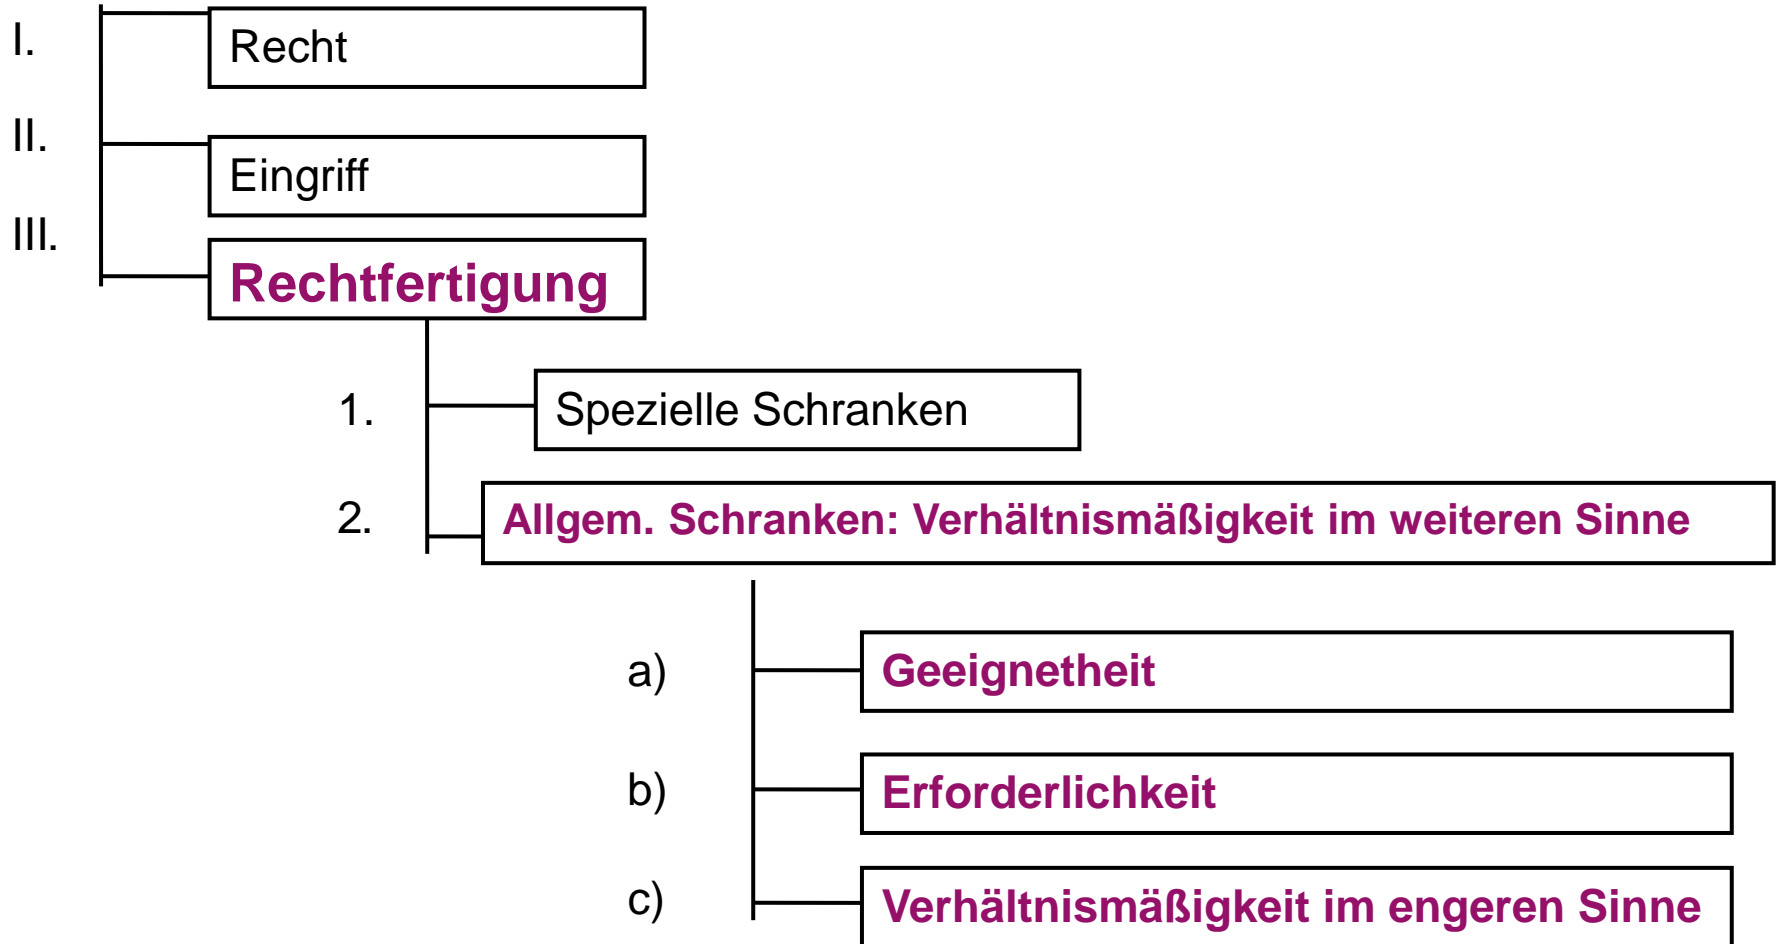 I. Recht
II. Eingriff
III. Rechtfertigung
1. Spezielle Schranken
2. Allgem. Schranken: Verhältnismäßigkeit im weiteren Sinne
a) Geeignetheit
b) Erforderlichkeit
c) Verhältnismäßigkeit im engeren Sinne